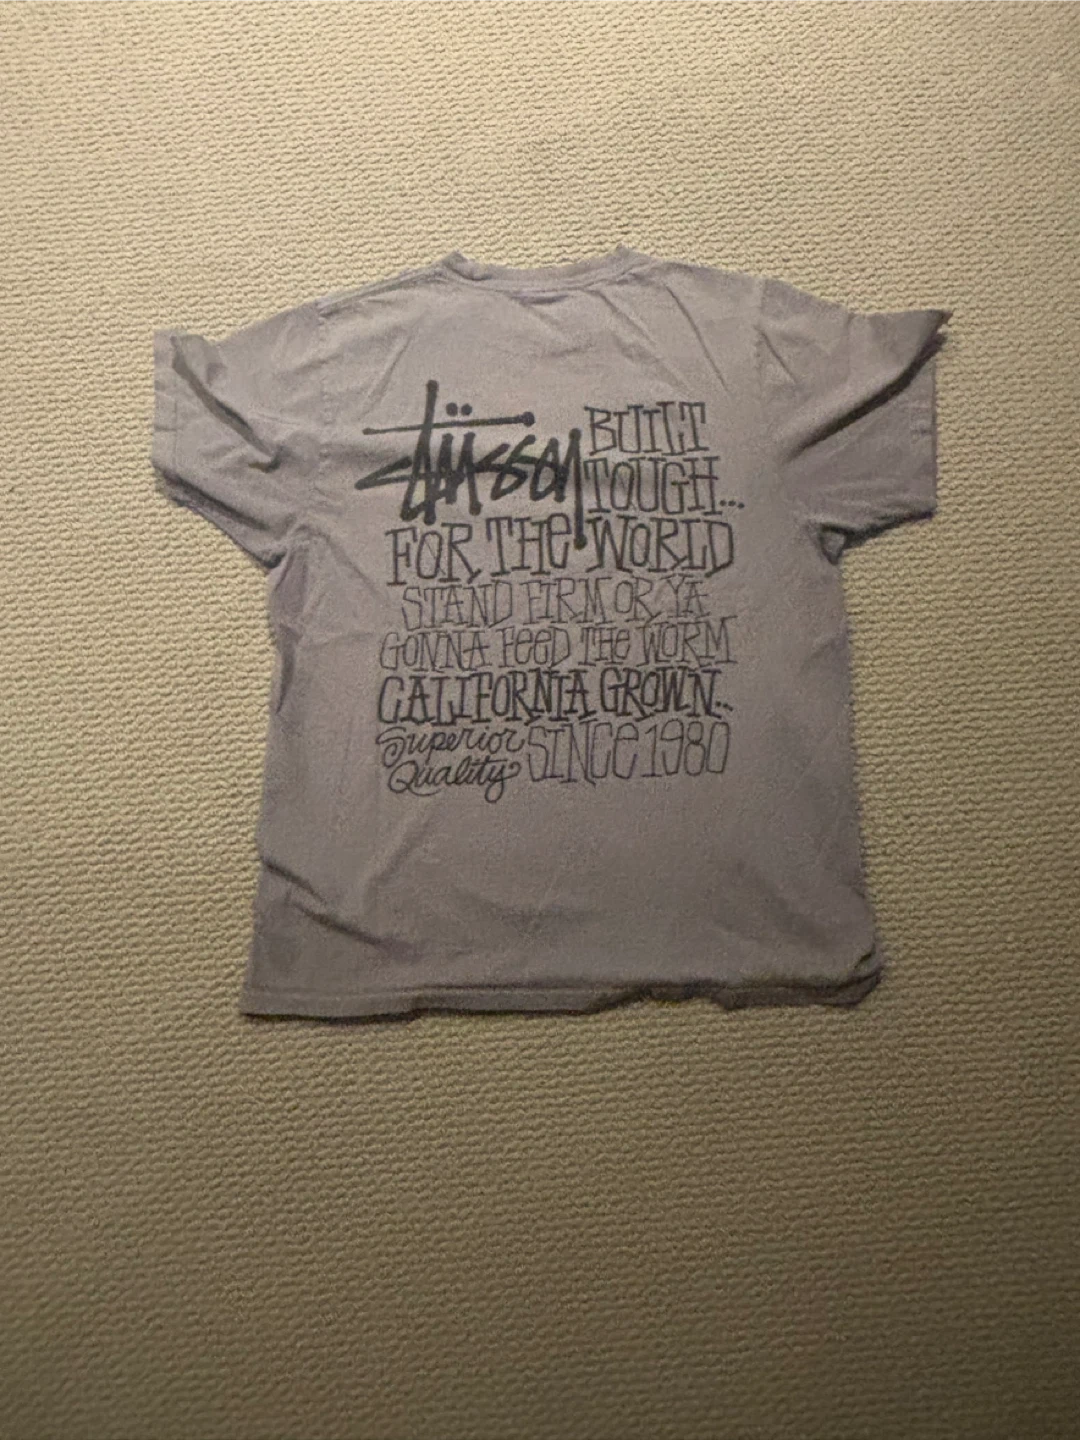 Stüssy BUILT
TOUGH...
FOR THE WORLD
STAND FIRM OR YA
GONNA FEED THE WORM
CALIFORNIA GROWN...
Superior SINCE 1980
Quality